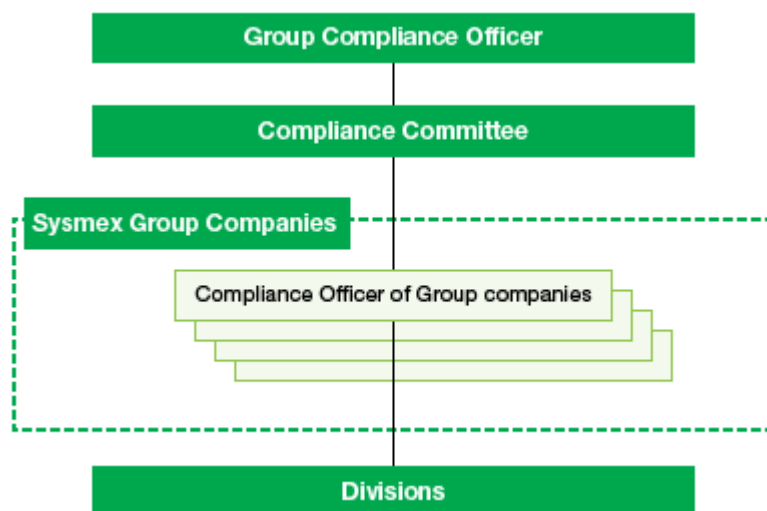 Group Compliance Officer
Compliance Committee
Sysmex Group Companies
Compliance Officer of Group companies
Divisions